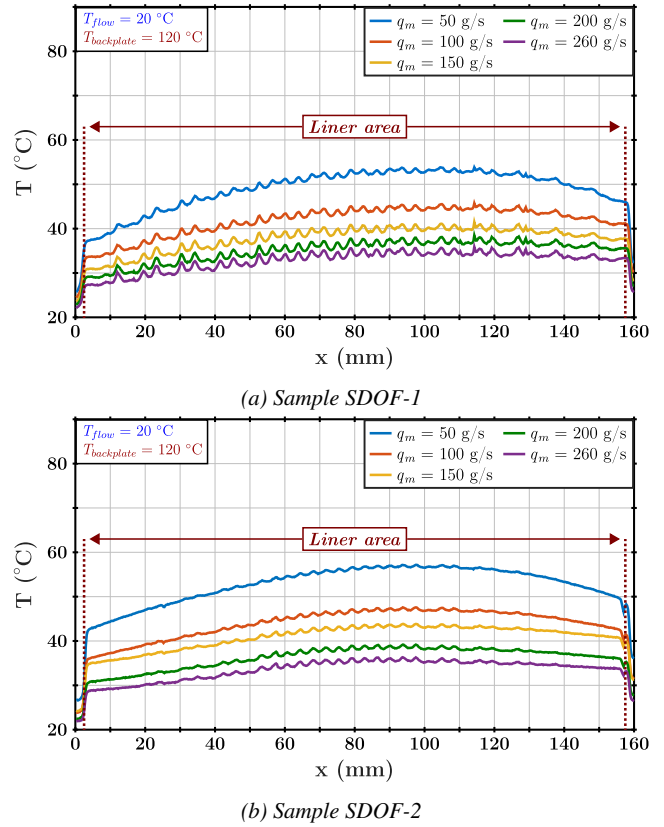 T_flow = 20 °C
T_backplate = 120 °C
q_m = 50 g/s
q_m = 200 g/s
q_m = 100 g/s
q_m = 260 g/s
q_m = 150 g/s
80
60
40
20
Liner area
T (°C)
0 20 40 60 80 100 120 140 160
x (mm)
(a) Sample SDOF-1
T_flow = 20 °C
T_backplate = 120 °C
q_m = 50 g/s
q_m = 200 g/s
q_m = 100 g/s
q_m = 260 g/s
q_m = 150 g/s
80
60
40
20
Liner area
T (°C)
0 20 40 60 80 100 120 140 160
x (mm)
(b) Sample SDOF-2